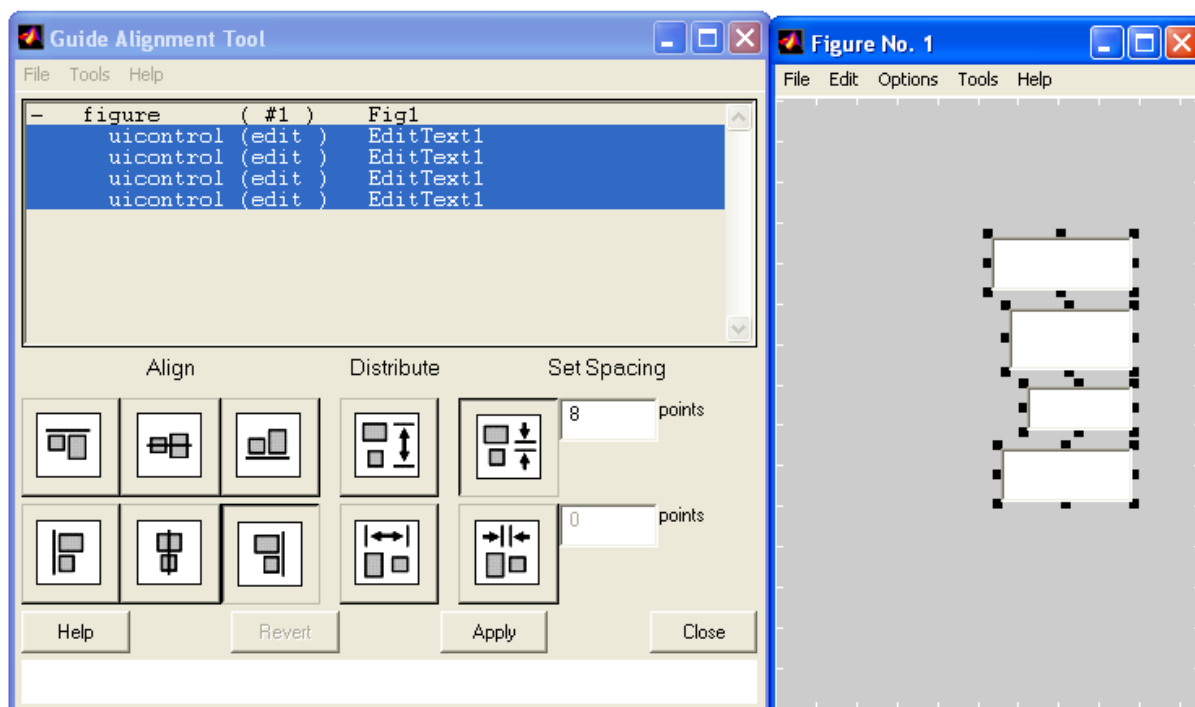 Guide Alignment Tool
File Tools Help
– figure ( #1 ) Fig1
uicontrol (edit ) EditText1
uicontrol (edit ) EditText1
uicontrol (edit ) EditText1
uicontrol (edit ) EditText1
Align Distribute Set Spacing
8 points
0 points
Help Revert Apply Close
Figure No. 1
File Edit Options Tools Help